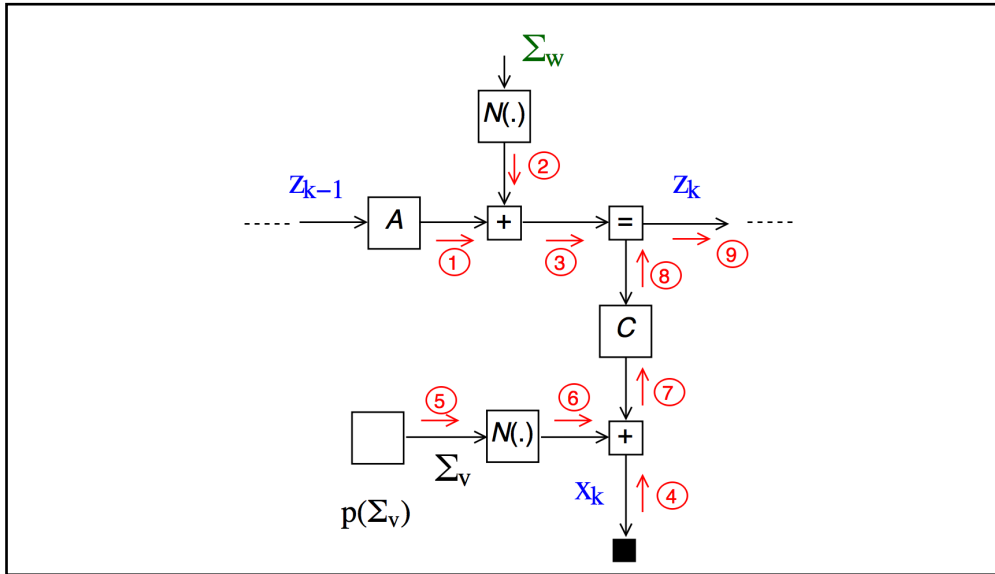 Σw
N(.)
②
zk−1
zk
A
+
=
①
③
⑧
⑨
C
⑤
⑥
⑦
N(.)
+
Σv
xk
④
p(Σv)